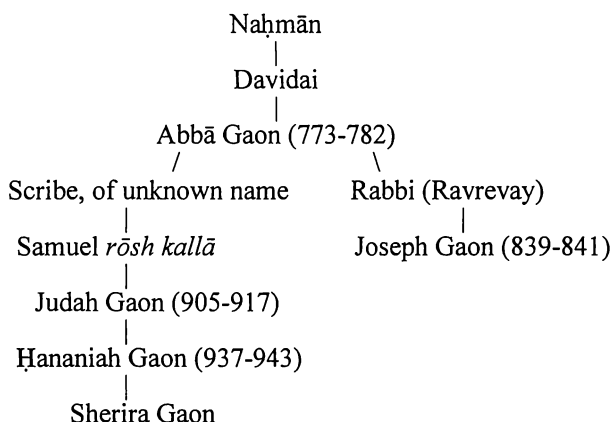 Naḥmān
Davidai
Abbā Gaon (773-782)
Scribe, of unknown name Rabbi (Ravrevay)
Samuel rōsh kallā Joseph Gaon (839-841)
Judah Gaon (905-917)
Ḥananiah Gaon (937-943)
Sherira Gaon